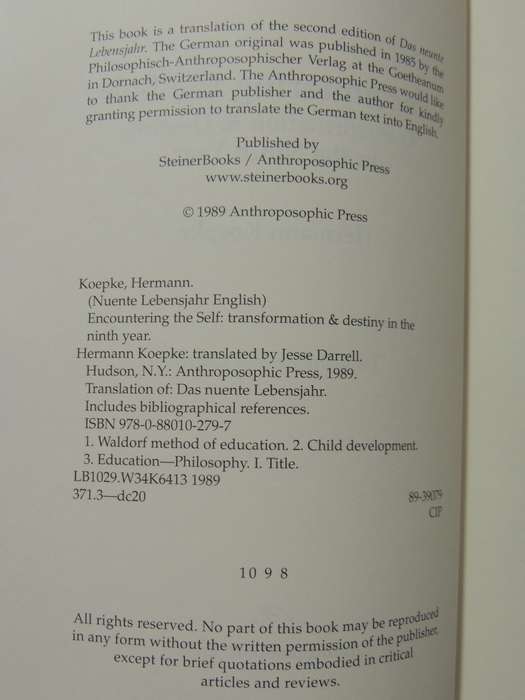 This book is a translation of the second edition of Das neunte
Lebensjahr. The German original was published in 1985 by the
Philosophisch-Anthroposophischer Verlag at the Goetheanum
in Dornach, Switzerland. The Anthroposophic Press would like
to thank the German publisher and the author for kindly
granting permission to translate the German text into English.
Published by
SteinerBooks / Anthroposophic Press
www.steinerbooks.org
© 1989 Anthroposophic Press
Koepke, Hermann.
(Nuente Lebensjahr English)
Encountering the Self: transformation & destiny in the
ninth year.
Hermann Koepke: translated by Jesse Darrell.
Hudson, N.Y.: Anthroposophic Press, 1989.
Translation of: Das nuente Lebensjahr.
Includes bibliographical references.
ISBN 978-0-88010-279-7
1. Waldorf method of education. 2. Child development.
3. Education—Philosophy. I. Title.
LB1029.W34K6413 1989
371.3—dc20 89-39079
CIP
10 9 8
All rights reserved. No part of this book may be reproduced
in any form without the written permission of the publisher,
except for brief quotations embodied in critical
articles and reviews.